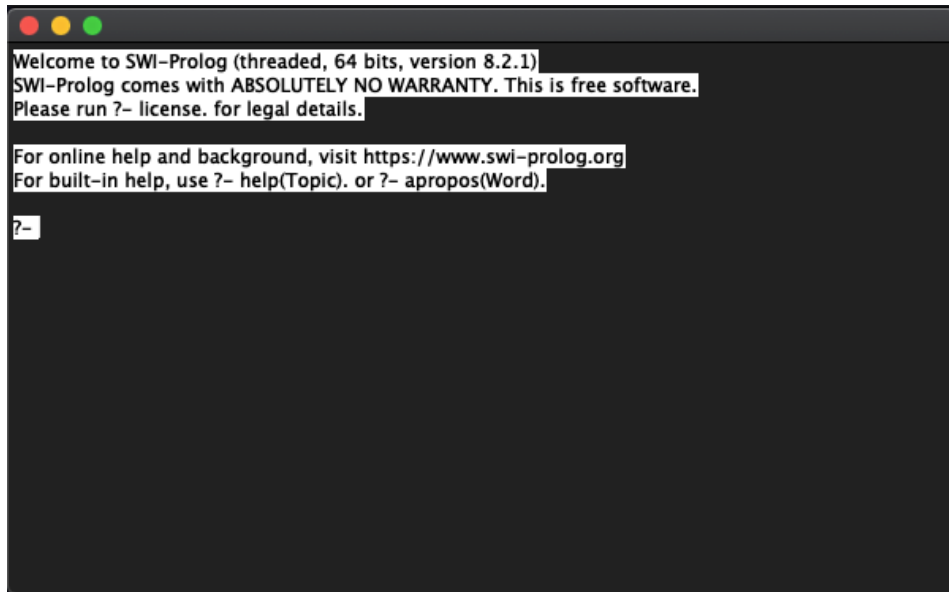 Welcome to SWI-Prolog (threaded, 64 bits, version 8.2.1)
SWI-Prolog comes with ABSOLUTELY NO WARRANTY. This is free software.
Please run ?- license. for legal details.
For online help and background, visit https://www.swi-prolog.org
For built-in help, use ?- help(Topic). or ?- apropos(Word).
?-